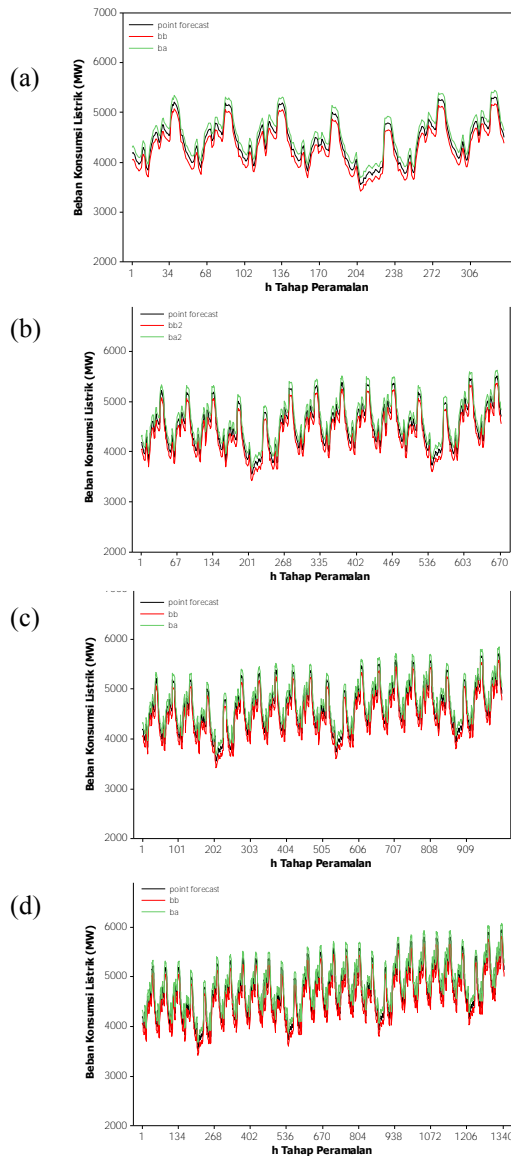 (a)
7000
6000
5000
4000
3000
2000
Beban Konsumsi Listrik (MW)
point forecast
bb
ba
1 34 68 102 136 170 204 238 272 306
h Tahap Peramalan
(b)
6000
5000
4000
3000
2000
Beban Konsumsi Listrik (MW)
point forecast
bb2
ba2
1 67 134 201 268 335 402 469 536 603 670
h Tahap Peramalan
(c)
6000
5000
4000
3000
2000
Beban Konsumsi Listrik (MW)
point forecast
bb
ba
1 101 202 303 404 505 606 707 808 909
h Tahap Peramalan
(d)
6000
5000
4000
3000
2000
Beban Konsumsi Listrik (MW)
point forecast
bb
ba
1 134 268 402 536 670 804 938 1072 1206 1340
h Tahap Peramalan